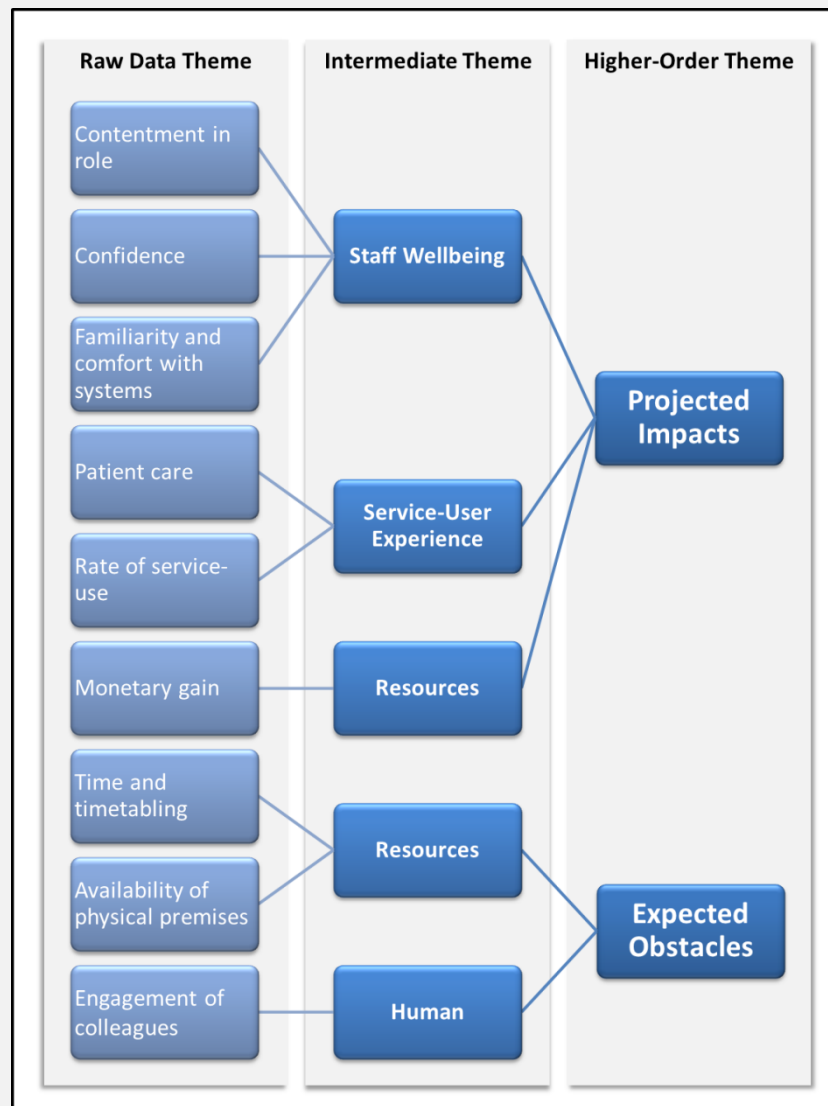 Raw Data Theme
Intermediate Theme
Higher-Order Theme
Contentment in
role
Confidence
Familiarity and
comfort with
systems
Patient care
Rate of service-
use
Monetary gain
Time and
timetabling
Availability of
physical premises
Engagement of
colleagues
Staff Wellbeing
Service-User
Experience
Resources
Resources
Human
Projected
Impacts
Expected
Obstacles